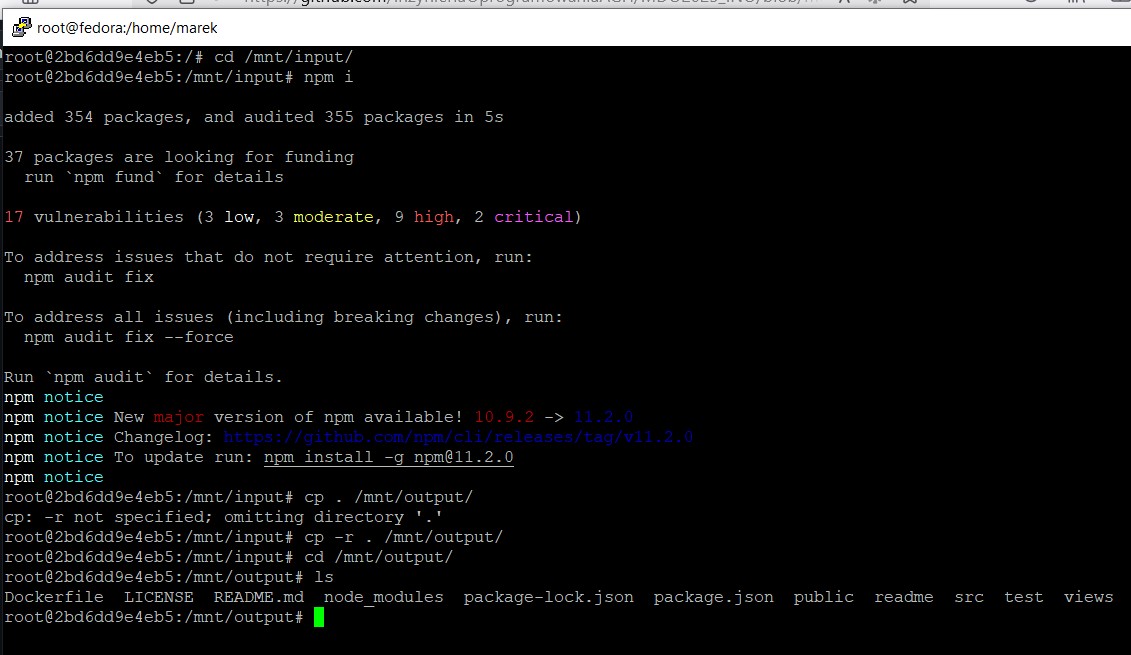 root@fedora:/home/marek
root@2bd6dd9e4eb5:/# cd /mnt/input/
root@2bd6dd9e4eb5:/mnt/input# npm i
added 354 packages, and audited 355 packages in 5s
37 packages are looking for funding
run `npm fund` for details
17 vulnerabilities (3 low, 3 moderate, 9 high, 2 critical)
To address issues that do not require attention, run:
npm audit fix
To address all issues (including breaking changes), run:
npm audit fix --force
Run `npm audit` for details.
npm notice
npm notice New major version of npm available! 10.9.2 -> 11.2.0
npm notice Changelog: https://github.com/npm/cli/releases/tag/v11.2.0
npm notice To update run: npm install -g npm@11.2.0
npm notice
root@2bd6dd9e4eb5:/mnt/input# cp . /mnt/output/
cp: -r not specified; omitting directory '.'
root@2bd6dd9e4eb5:/mnt/input# cp -r . /mnt/output/
root@2bd6dd9e4eb5:/mnt/input# cd /mnt/output/
root@2bd6dd9e4eb5:/mnt/output# ls
Dockerfile LICENSE README.md node_modules package-lock.json package.json public readme src test views
root@2bd6dd9e4eb5:/mnt/output#